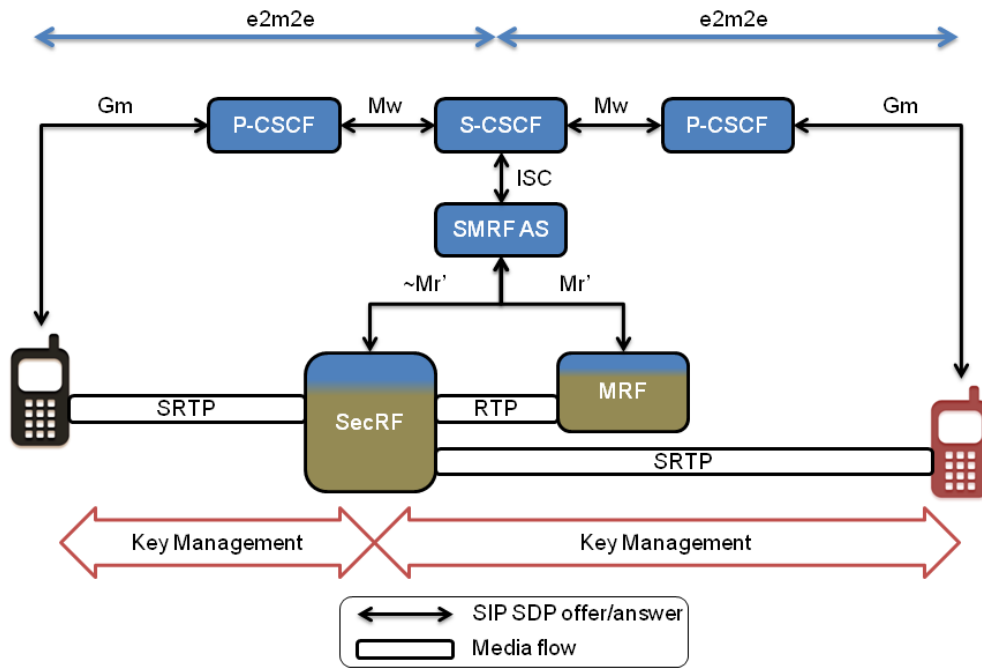 e2m2e e2m2e
Gm P-CSCF Mw S-CSCF Mw P-CSCF Gm
ISC
SMRF AS
~Mr’ Mr’
SRTP SecRF RTP MRF
SRTP
Key Management Key Management
SIP SDP offer/answer
Media flow